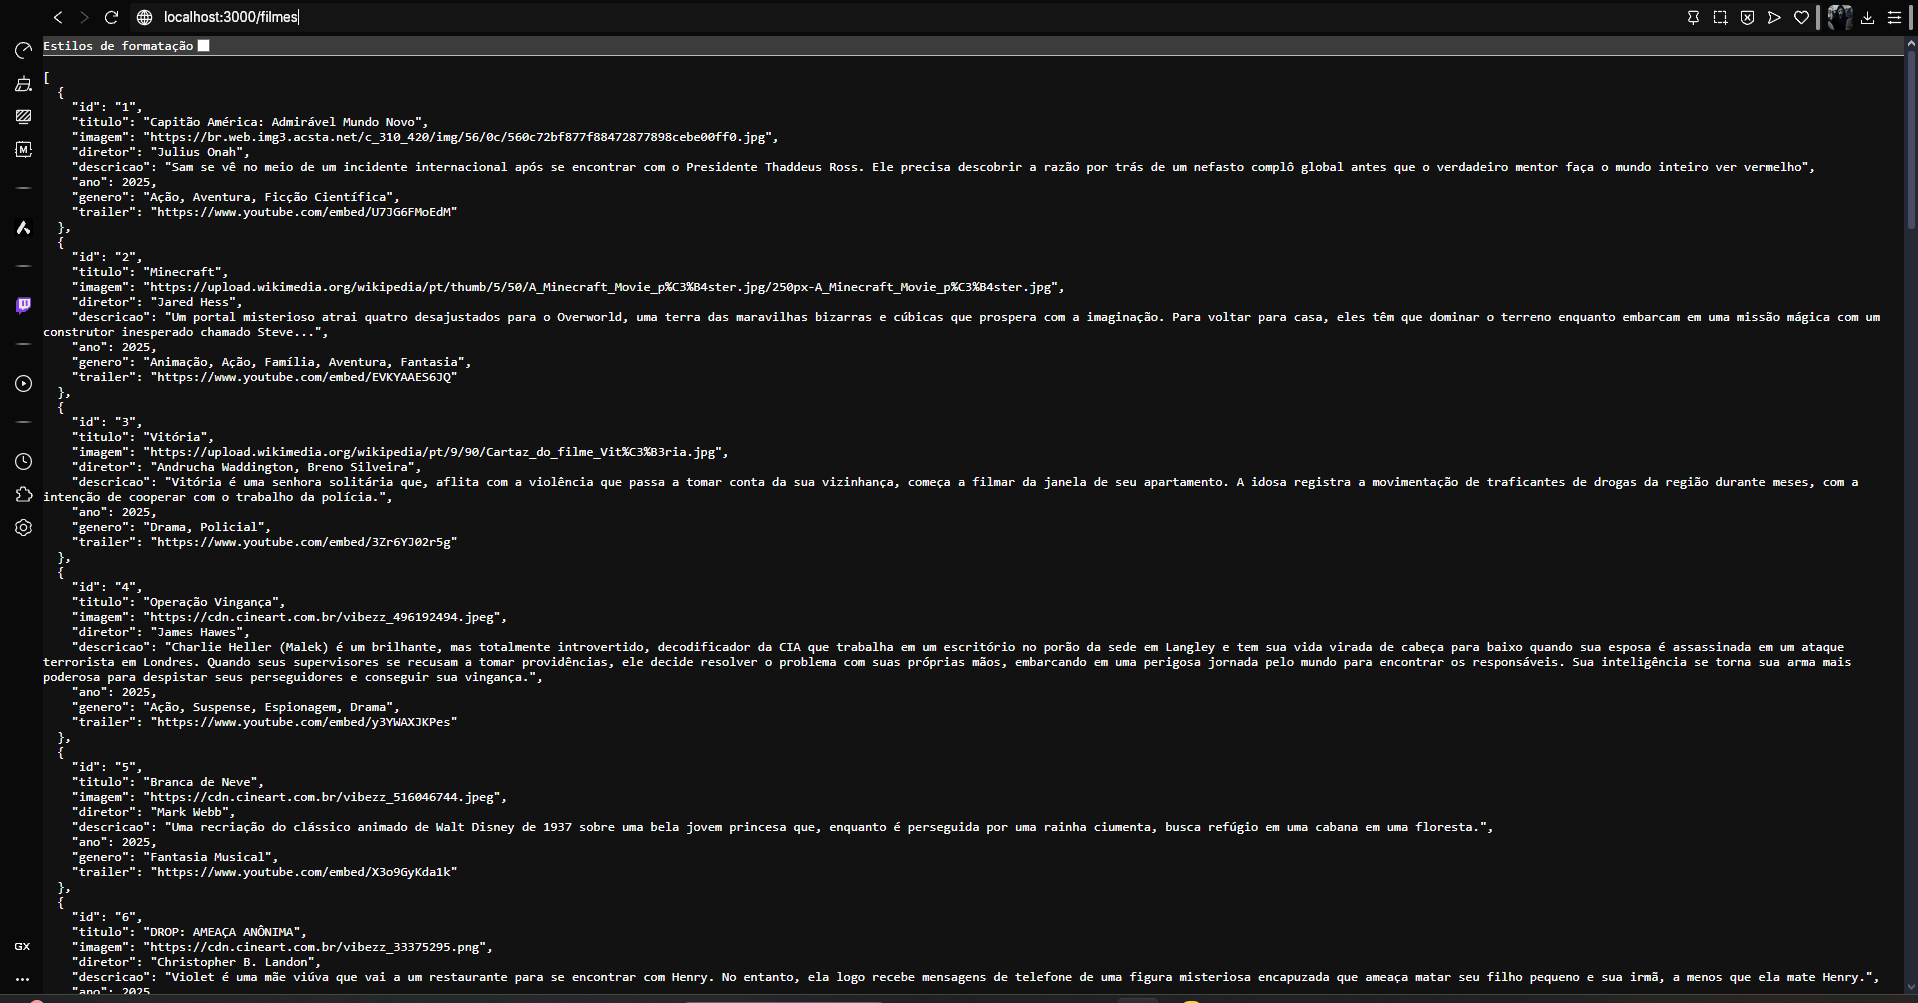 localhost:3000/filmes
Estilos de formatação
[
{
"id": "1",
"titulo": "Capitão América: Admirável Mundo Novo",
"imagem": "https://br.web.img3.acsta.net/c_310_420/img/56/0c/560c72bf877f88472877898cebe00ff0.jpg",
"diretor": "Julius Onah",
"descricao": "Sam se vê no meio de um incidente internacional após se encontrar com o Presidente Thaddeus Ross. Ele precisa descobrir a razão por trás de um nefasto complô global antes que o verdadeiro mentor faça o mundo inteiro ver vermelho",
"ano": 2025,
"genero": "Ação, Aventura, Ficção Científica",
"trailer": "https://www.youtube.com/embed/U7JG6FMoEdM"
},
{
"id": "2",
"titulo": "Minecraft",
"imagem": "https://upload.wikimedia.org/wikipedia/pt/thumb/5/50/A_Minecraft_Movie_p%C3%B4ster.jpg/250px-A_Minecraft_Movie_p%C3%B4ster.jpg",
"diretor": "Jared Hess",
"descricao": "Um portal misterioso atrai quatro desajustados para o Overworld, uma terra das maravilhas bizarras e cúbicas que prospera com a imaginação. Para voltar para casa, eles têm que dominar o terreno enquanto embarcam em uma missão mágica com um
construtor inesperado chamado Steve...",
"ano": 2025,
"genero": "Animação, Ação, Família, Aventura, Fantasia",
"trailer": "https://www.youtube.com/embed/EVKYAAES6JQ"
},
{
"id": "3",
"titulo": "Vitória",
"imagem": "https://upload.wikimedia.org/wikipedia/pt/9/90/Cartaz_do_filme_Vit%C3%B3ria.jpg",
"diretor": "Andrucha Waddington, Breno Silveira",
"descricao": "Vitória é uma senhora solitária que, aflita com a violência que passa a tomar conta da sua vizinhança, começa a filmar da janela de seu apartamento. A idosa registra a movimentação de traficantes de drogas da região durante meses, com a
intenção de cooperar com o trabalho da polícia.",
"ano": 2025,
"genero": "Drama, Policial",
"trailer": "https://www.youtube.com/embed/3Zr6YJ02r5g"
},
{
"id": "4",
"titulo": "Operação Vingança",
"imagem": "https://cdn.cineart.com.br/vibezz_496192494.jpeg",
"diretor": "James Hawes",
"descricao": "Charlie Heller (Malek) é um brilhante, mas totalmente introvertido, decodificador da CIA que trabalha em um escritório no porão da sede em Langley e tem sua vida virada de cabeça para baixo quando sua esposa é assassinada em um ataque
terrorista em Londres. Quando seus supervisores se recusam a tomar providências, ele decide resolver o problema com suas próprias mãos, embarcando em uma perigosa jornada pelo mundo para encontrar os responsáveis. Sua inteligência se torna sua arma mais
poderosa para despistar seus perseguidores e conseguir sua vingança.",
"ano": 2025,
"genero": "Ação, Suspense, Espionagem, Drama",
"trailer": "https://www.youtube.com/embed/y3YWAXJKPes"
},
{
"id": "5",
"titulo": "Branca de Neve",
"imagem": "https://cdn.cineart.com.br/vibezz_516046744.jpeg",
"diretor": "Mark Webb",
"descricao": "Uma recriação do clássico animado de Walt Disney de 1937 sobre uma bela jovem princesa que, enquanto é perseguida por uma rainha ciumenta, busca refúgio em uma cabana em uma floresta.",
"ano": 2025,
"genero": "Fantasia Musical",
"trailer": "https://www.youtube.com/embed/X3o9GyKda1k"
},
{
"id": "6",
"titulo": "DROP: AMEAÇA ANÔNIMA",
"imagem": "https://cdn.cineart.com.br/vibezz_33375295.png",
"diretor": "Christopher B. Landon",
"descricao": "Violet é uma mãe viúva que vai a um restaurante para se encontrar com Henry. No entanto, ela logo recebe mensagens de telefone de uma figura misteriosa encapuzada que ameaça matar seu filho pequeno e sua irmã, a menos que ela mate Henry.",
"ano": 2025
GX